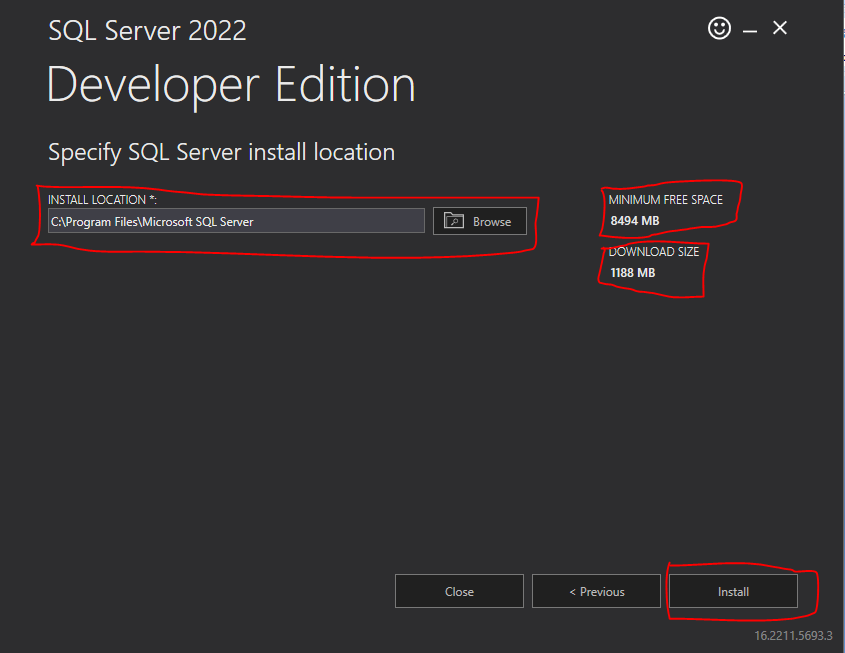 SQL Server 2022
Developer Edition
Specify SQL Server install location
INSTALL LOCATION *:
C:\Program Files\Microsoft SQL Server
Browse
MINIMUM FREE SPACE
8494 MB
DOWNLOAD SIZE
1188 MB
Close
< Previous
Install
16.2211.5693.3